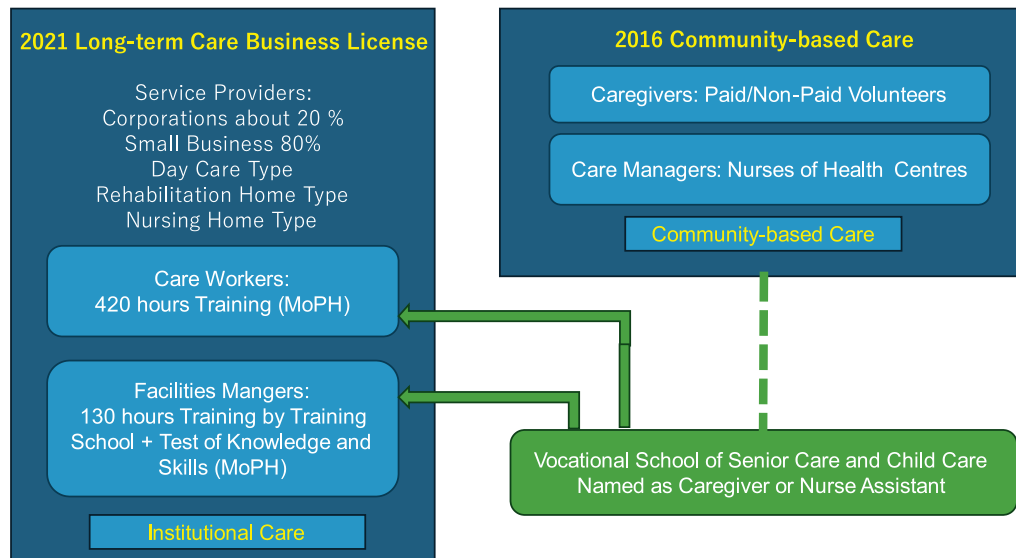 2021 Long-term Care Business License
Service Providers:
Corporations about 20 %
Small Business 80%
Day Care Type
Rehabilitation Home Type
Nursing Home Type
Care Workers:
420 hours Training (MoPH)
Facilities Mangers:
130 hours Training by Training
School + Test of Knowledge and
Skills (MoPH)
Institutional Care
2016 Community-based Care
Caregivers: Paid/Non-Paid Volunteers
Care Managers: Nurses of Health Centres
Community-based Care
Vocational School of Senior Care and Child Care
Named as Caregiver or Nurse Assistant